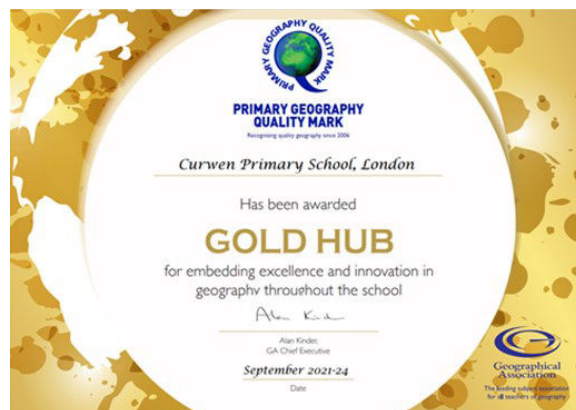 PRIMARY GEOGRAPHY QUALITY MARK
PRIMARY GEOGRAPHY
QUALITY MARK
Recognising quality geography since 2006
Curwen Primary School, London
Has been awarded
GOLD HUB
for embedding excellence and innovation in
geography throughout the school
Alan Kinder
Alan Kinder,
GA Chief Executive
September 2021-24
Date
Geographical
Association
The leading subject association
for all teachers of geography